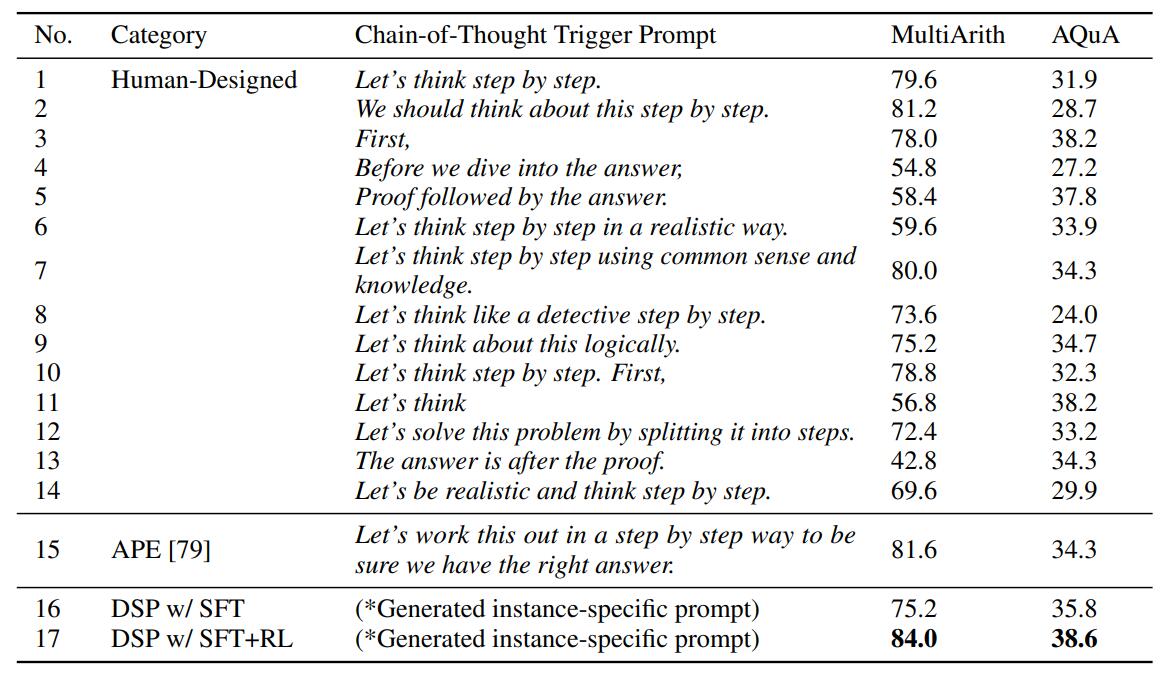 No. Category Chain-of-Thought Trigger Prompt MultiArith AQuA
1 Human-Designed Let's think step by step. 79.6 31.9
2 We should think about this step by step. 81.2 28.7
3 First, 78.0 38.2
4 Before we dive into the answer, 54.8 27.2
5 Proof followed by the answer. 58.4 37.8
6 Let's think step by step in a realistic way. 59.6 33.9
7 Let's think step by step using common sense and
knowledge. 80.0 34.3
8 Let's think like a detective step by step. 73.6 24.0
9 Let's think about this logically. 75.2 34.7
10 Let's think step by step. First, 78.8 32.3
11 Let's think 56.8 38.2
12 Let's solve this problem by splitting it into steps. 72.4 33.2
13 The answer is after the proof. 42.8 34.3
14 Let's be realistic and think step by step. 69.6 29.9
15 APE [79] Let's work this out in a step by step way to be
sure we have the right answer. 81.6 34.3
16 DSP w/ SFT (*Generated instance-specific prompt) 75.2 35.8
17 DSP w/ SFT+RL (*Generated instance-specific prompt) 84.0 38.6